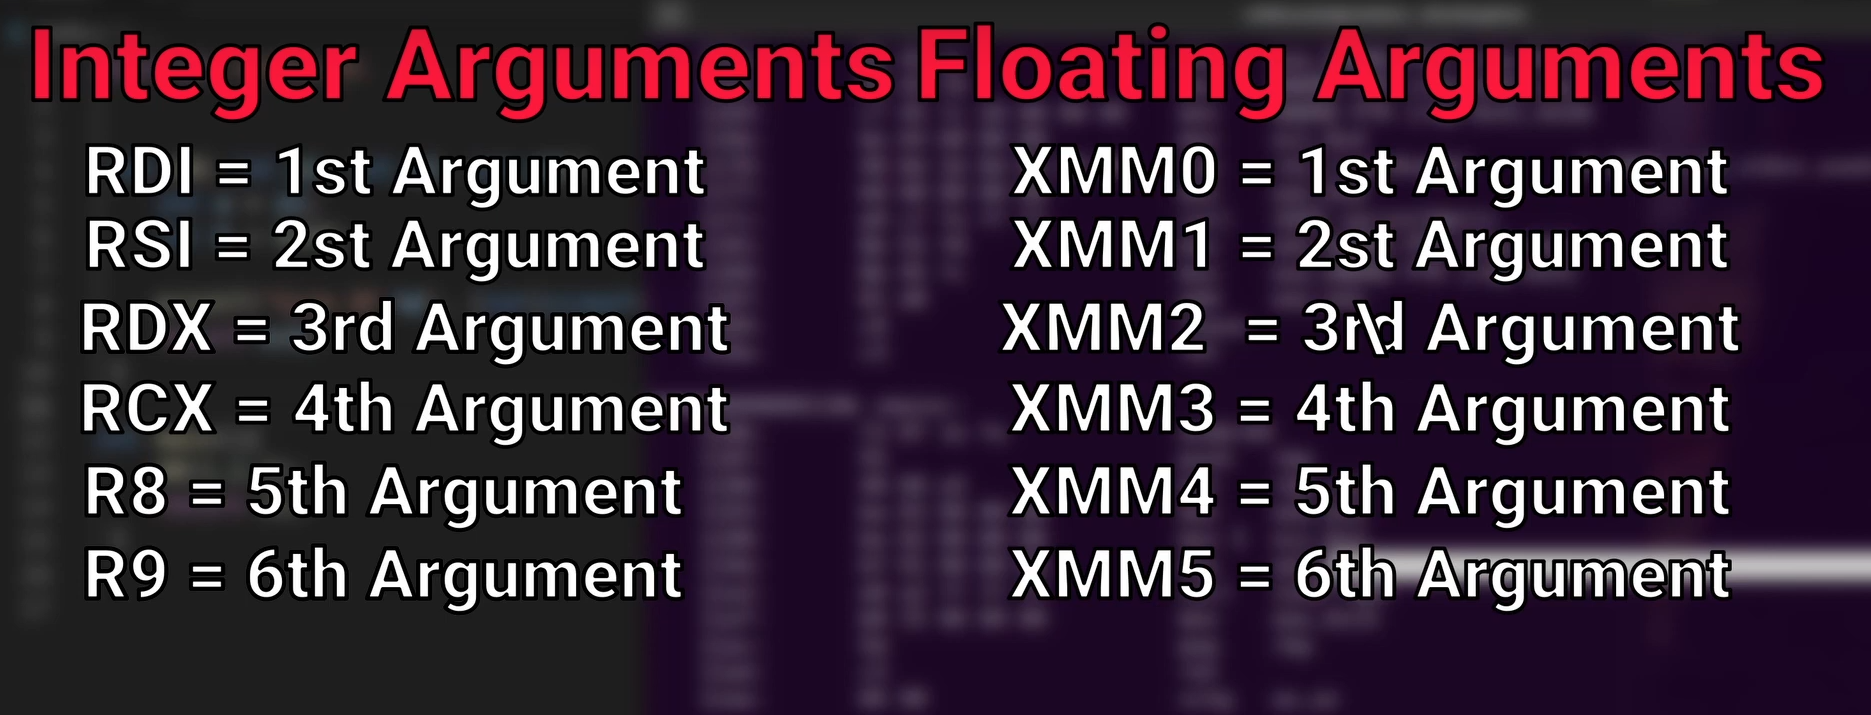 Integer Arguments Floating Arguments
RDI = 1st Argument
RSI = 2st Argument
RDX = 3rd Argument
RCX = 4th Argument
R8 = 5th Argument
R9 = 6th Argument
XMM0 = 1st Argument
XMM1 = 2st Argument
XMM2 = 3r\d Argument
XMM3 = 4th Argument
XMM4 = 5th Argument
XMM5 = 6th Argument